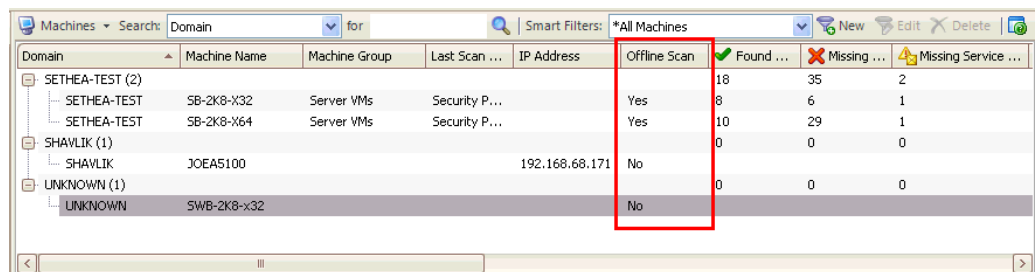 Machines Search: Domain for Smart Filters: *All Machines New Edit Delete
Domain Machine Name Machine Group Last Scan ... IP Address Offline Scan Found ... Missing ... Missing Service ...
SETHEA-TEST (2) 18 35 2
SETHEA-TEST SB-2K8-X32 Server VMs Security P... Yes 8 6 1
SETHEA-TEST SB-2K8-X64 Server VMs Security P... Yes 10 29 1
SHAVLIK (1) 0 0 0
SHAVLIK JOEA5100 192.168.68.171 No
UNKNOWN (1) 0 0 0
UNKNOWN SWB-2K8-x32 No